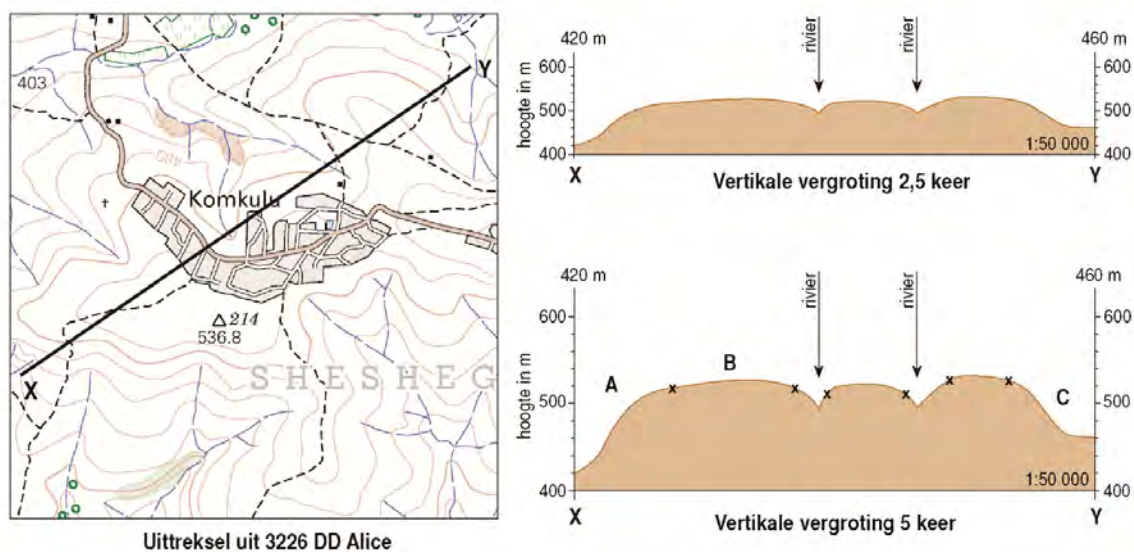 403
Komkulu
Y
214
536.8
X
SHESHEG
Uittreksel uit 3226 DD Alice
420 m
rivier
rivier
460 m
hoogte in m
600
500
400
600
500
400
1:50 000
X
Y
Vertikale vergroting 2,5 keer
420 m
rivier
rivier
460 m
hoogte in m
600
500
400
A
B
C
x x x x x x
600
500
400
1:50 000
X
Y
Vertikale vergroting 5 keer